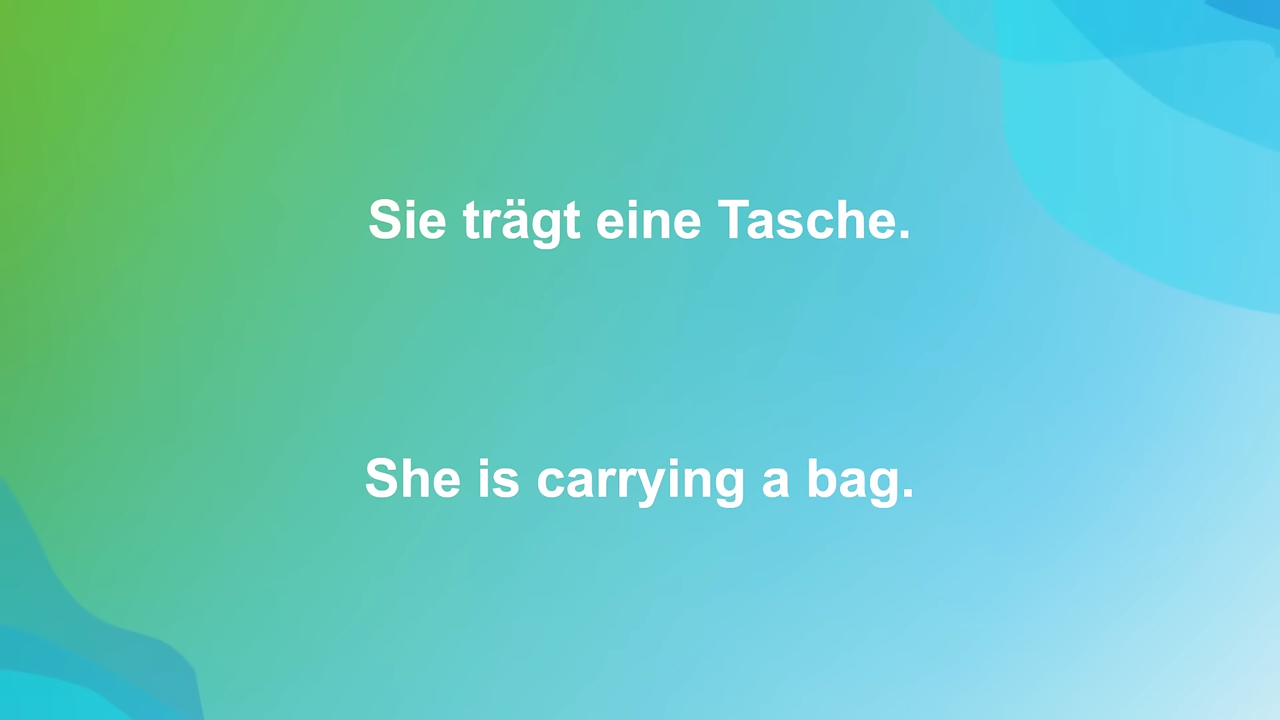 Sie trägt eine Tasche.
She is carrying a bag.